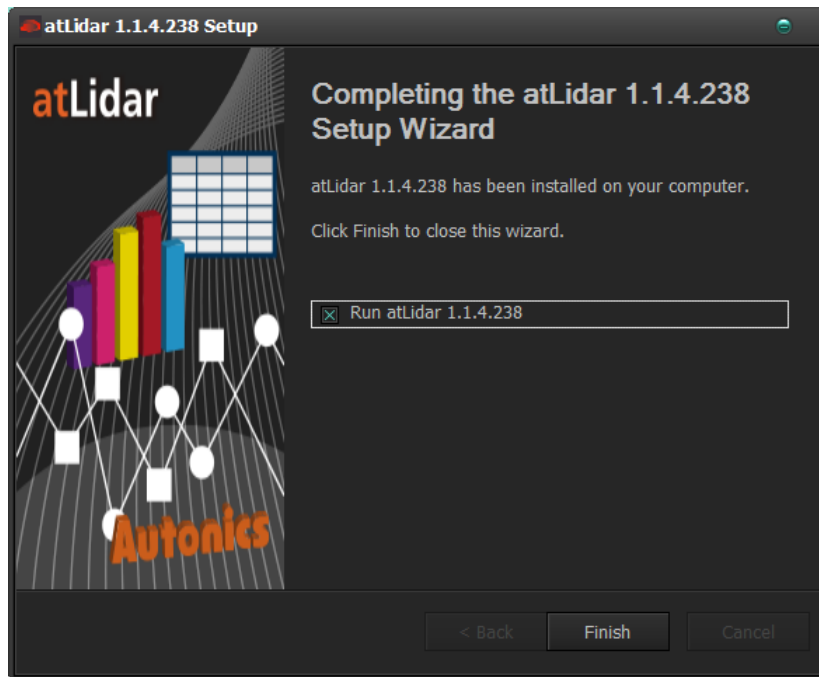 atLidar 1.1.4.238 Setup
atLidar
Completing the atLidar 1.1.4.238
Setup Wizard
atLidar 1.1.4.238 has been installed on your computer.
Click Finish to close this wizard.
Run atLidar 1.1.4.238
Autonics
< Back
Finish
Cancel